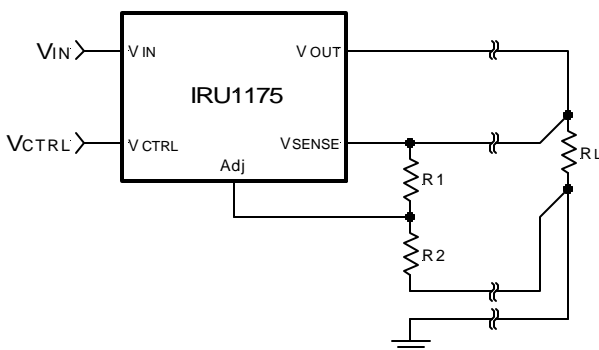 VIN
VIN
VOUT
IRU1175
VCTRL
VCTRL
VSENSE
Adj
R1
RL
R2